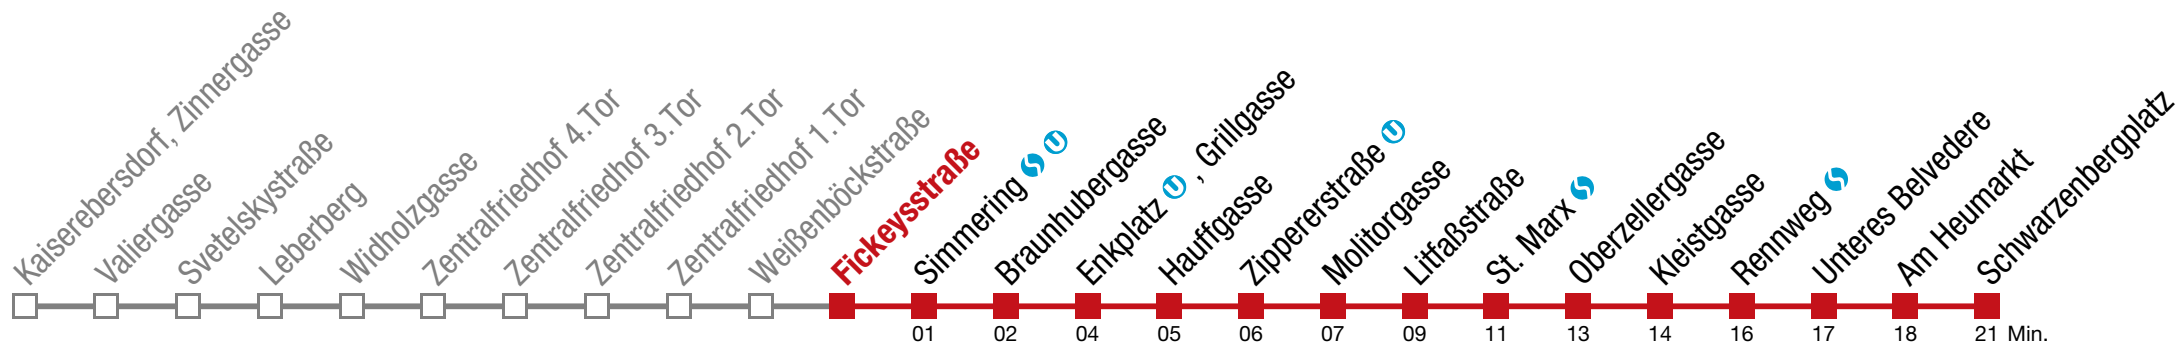 Kaiserebersdorf, Zinnergasse
Valiergasse
Svetelskystraße
Leberberg
Widholzgasse
Zentralfriedhof 4.Tor
Zentralfriedhof 3.Tor
Zentralfriedhof 2.Tor
Zentralfriedhof 1.Tor
Weißenböckstraße
Fickeysstraße
Simmering S U
Braunhubergasse
Enkplatz U , Grillgasse
Hauffgasse
Zippererstraße U
Molitorgasse
Litfaßstraße
St. Marx S
Oberzellergasse
Kleistgasse
Rennweg S
Unteres Belvedere
Am Heumarkt
Schwarzenbergplatz
01 02 04 05 06 07 09 11 13 14 16 17 18 21 Min.